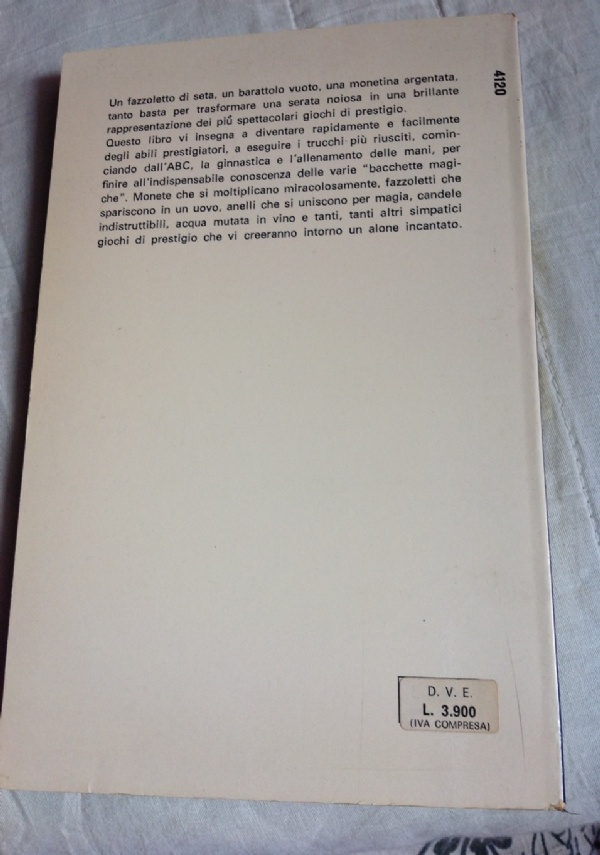 Un fazzoletto di seta, un barattolo vuoto, una monetina argentata,
tanto basta per trasformare una serata noiosa in una brillante
rappresentazione dei piú spettacolari giochi di prestigio.
Questo libro vi insegna a diventare rapidamente e facilmente
degli abili prestigiatori, a eseguire i trucchi più riusciti, comin-
ciando dall'ABC, la ginnastica e l'allenamento delle mani, per
finire all'indispensabile conoscenza delle varie "bacchette magi-
che". Monete che si moltiplicano miracolosamente, fazzoletti che
spariscono in un uovo, anelli che si uniscono per magia, candele
indistruttibili, acqua mutata in vino e tanti, tanti altri simpatici
giochi di prestigio che vi creeranno intorno un alone incantato.
4120
D. V. E.
L. 3.900
(IVA COMPRESA)